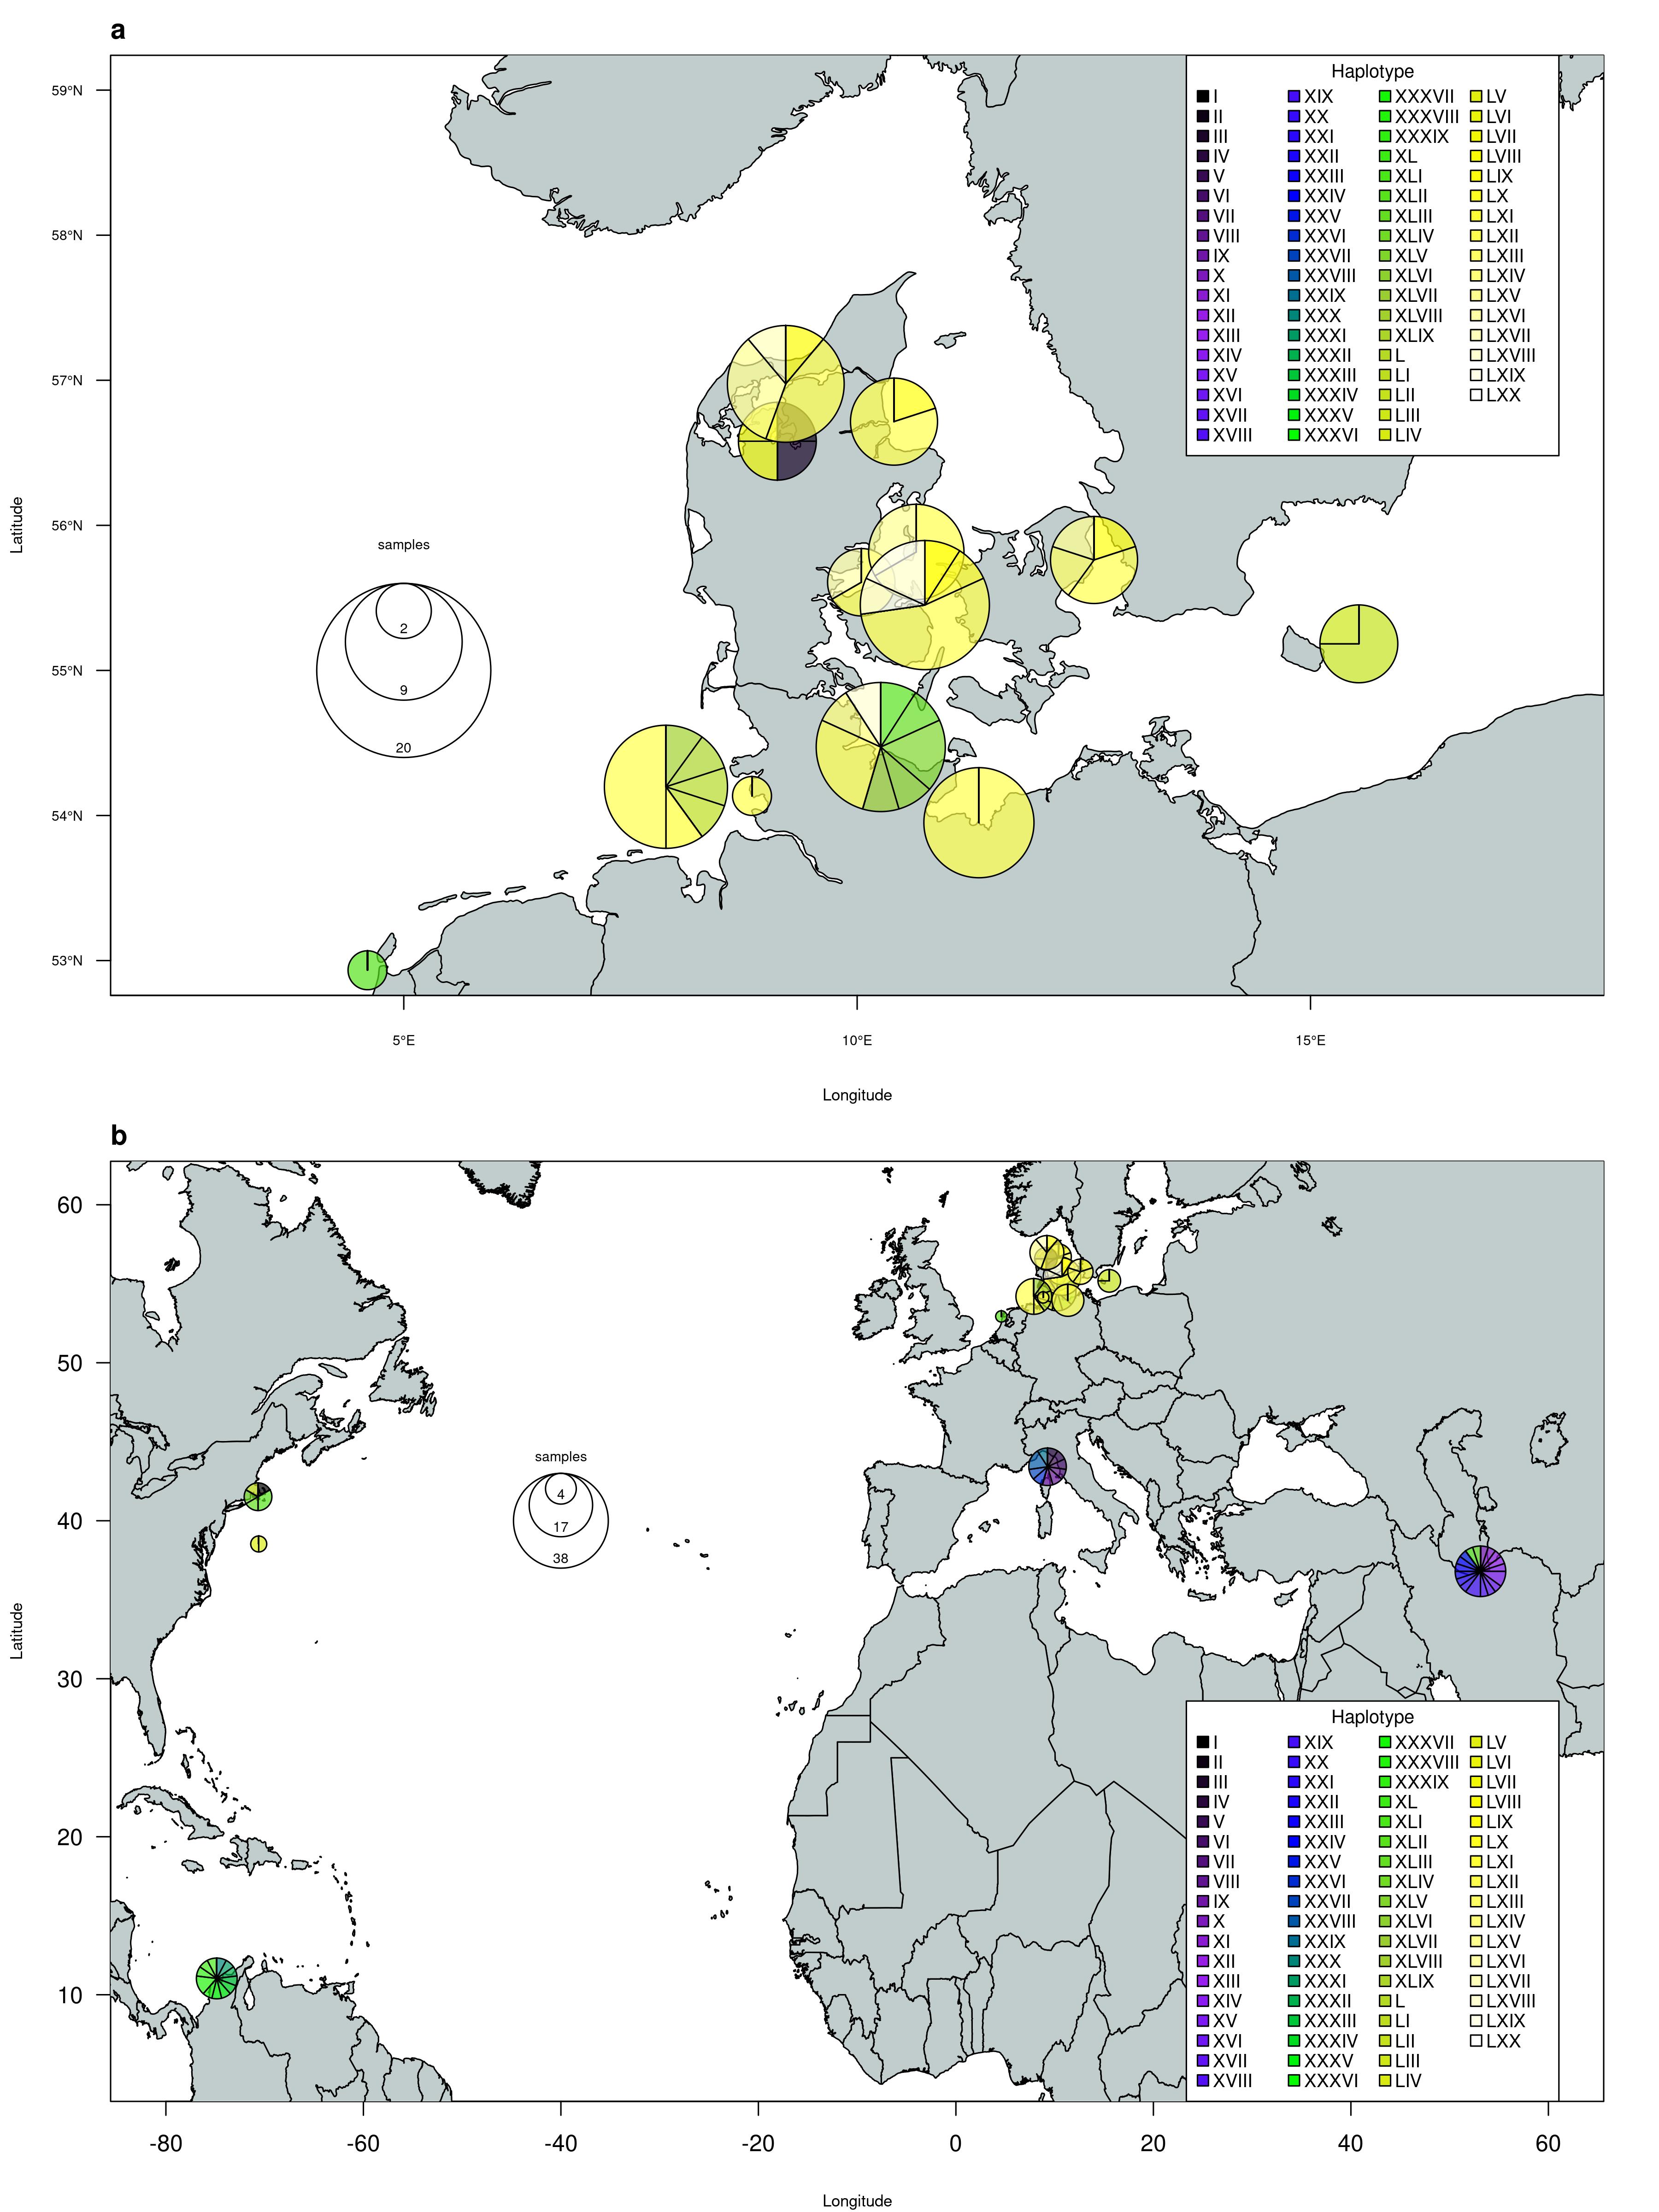 a
Haplotype
I XIX XXXVII LV
II XX XXXVIII LVI
III XXI XXXIX LVII
IV XXII XL LVIII
V XXIII XLI LIX
VI XXIV XLII LX
VII XXV XLIII LXI
VIII XXVI XLIV LXII
IX XXVII XLV LXIII
X XXVIII XLVI LXIV
XI XXIX XLVII LXV
XII XXX XLVIII LXVI
XIII XXXI XLIX LXVII
XIV XXXII L LXVIII
XV XXXIII LI LXIX
XVI XXXIV LII LXX
XVII XXXV LIII
XVIII XXXVI LIV
59°N
58°N
57°N
56°N
55°N
54°N
53°N
Latitude
samples
2
9
20
5°E 10°E 15°E
Longitude
b
60
50
40
30
20
10
Latitude
samples
4
17
38
Haplotype
I XIX XXXVII LV
II XX XXXVIII LVI
III XXI XXXIX LVII
IV XXII XL LVIII
V XXIII XLI LIX
VI XXIV XLII LX
VII XXV XLIII LXI
VIII XXVI XLIV LXII
IX XXVII XLV LXIII
X XXVIII XLVI LXIV
XI XXIX XLVII LXV
XII XXX XLVIII LXVI
XIII XXXI XLIX LXVII
XIV XXXII L LXVIII
XV XXXIII LI LXIX
XVI XXXIV LII LXX
XVII XXXV LIII
XVIII XXXVI LIV
-80 -60 -40 -20 0 20 40 60
Longitude